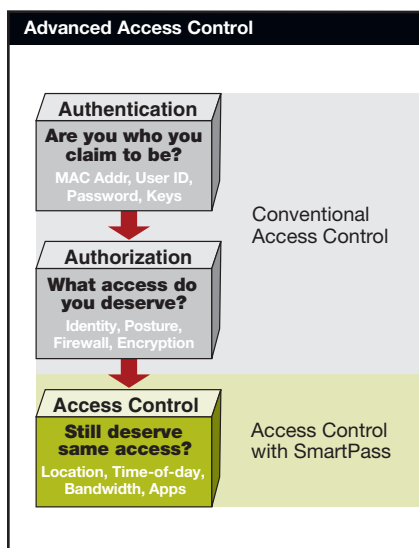 Advanced Access Control
Authentication
Are you who you
claim to be?
MAC Addr, User ID,
Password, Keys
Conventional
Access Control
Authorization
What access do
you deserve?
Identity, Posture,
Firewall, Encryption
Access Control
Still deserve
same access?
Location, Time-of-day,
Bandwidth, Apps
Access Control
with SmartPass